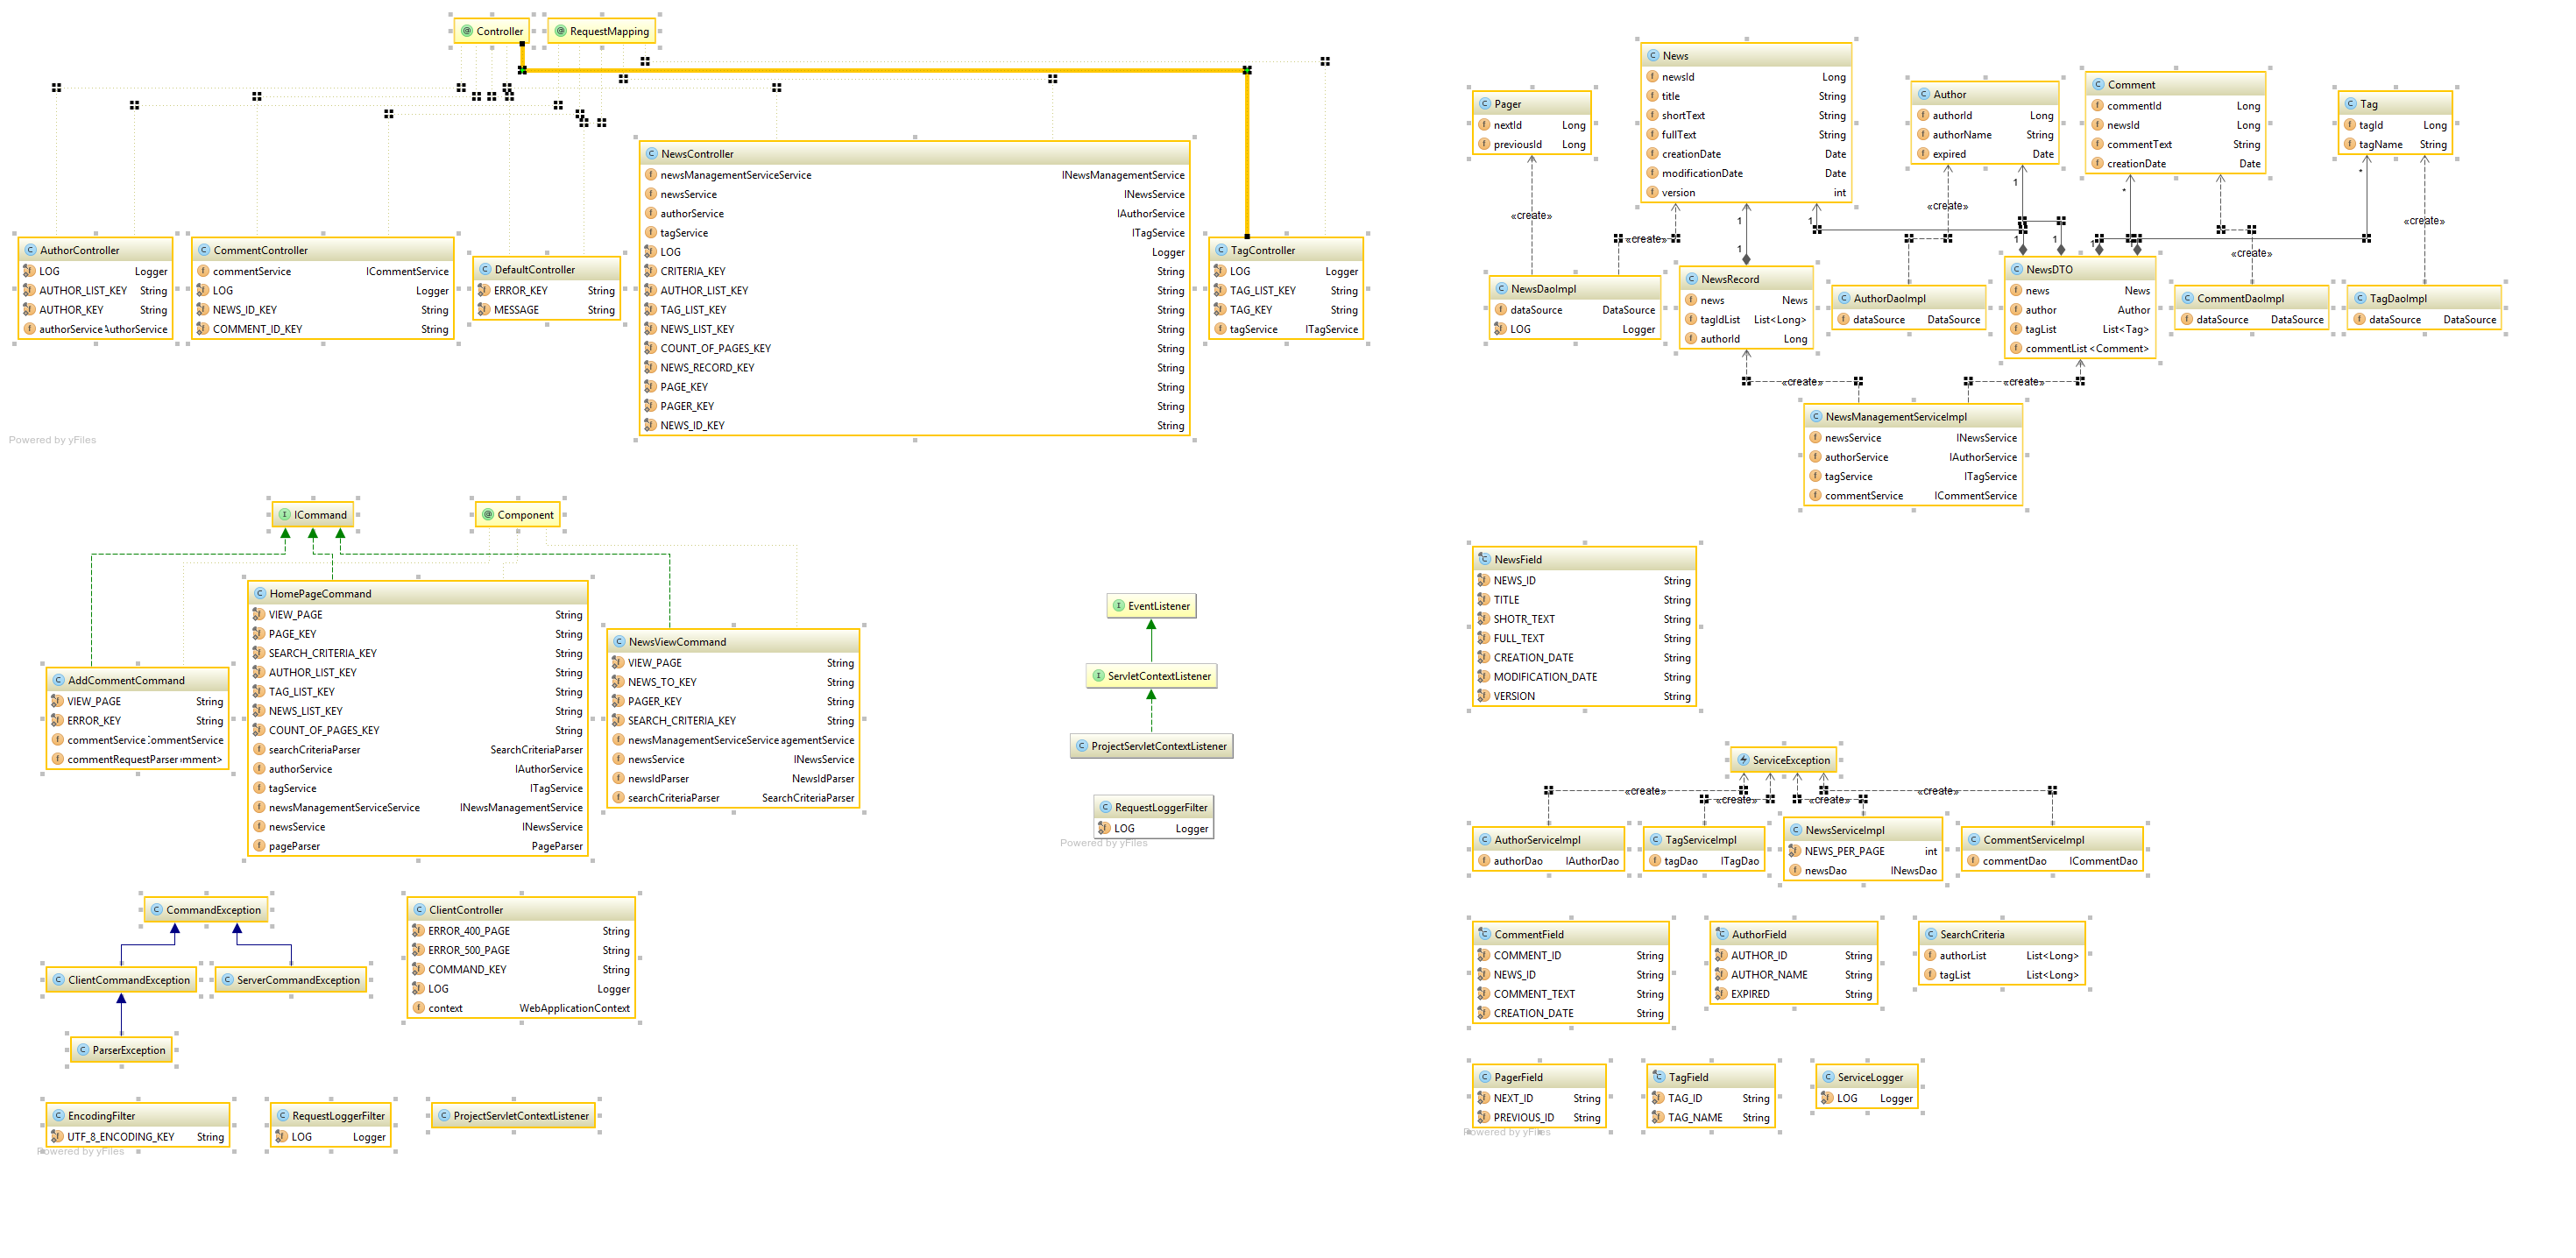 Controller
RequestMapping
NewsController
newsManagementServiceService INewsManagementService
newsService INewsService
authorService IAuthorService
tagService ITagService
LOG Logger
CRITERIA_KEY String
AUTHOR_LIST_KEY String
TAG_LIST_KEY String
NEWS_LIST_KEY String
COUNT_OF_PAGES_KEY String
NEWS_RECORD_KEY String
PAGE_KEY String
PAGER_KEY String
NEWS_ID_KEY String
AuthorController
LOG Logger
AUTHOR_LIST_KEY String
AUTHOR_KEY String
authorService AuthorService
CommentController
commentService ICommentService
LOG Logger
NEWS_ID_KEY String
COMMENT_ID_KEY String
DefaultController
ERROR_KEY String
MESSAGE String
TagController
LOG Logger
TAG_LIST_KEY String
TAG_KEY String
tagService ITagService
Powered by yFiles
Pager
nextId Long
previousId Long
News
newsId Long
title String
shortText String
fullText String
creationDate Date
modificationDate Date
version int
Author
authorId Long
authorName String
expired Date
Comment
commentId Long
newsId Long
commentText String
creationDate Date
Tag
tagId Long
tagName String
«create»
«create»
1
1
1
1
«create»
1
1
*
1
*
«create»
«create»
NewsDaoImpl
dataSource DataSource
LOG Logger
NewsRecord
news News
tagIdList List<Long>
authorId Long
AuthorDaoImpl
dataSource DataSource
NewsDTO
news News
author Author
tagList List<Tag>
commentList <Comment>
CommentDaoImpl
dataSource DataSource
TagDaoImpl
dataSource DataSource
«create»
«create»
NewsManagementServiceImpl
newsService INewsService
authorService IAuthorService
tagService ITagService
commentService ICommentService
ICommand
Component
HomePageCommand
VIEW_PAGE String
PAGE_KEY String
SEARCH_CRITERIA_KEY String
AUTHOR_LIST_KEY String
TAG_LIST_KEY String
NEWS_LIST_KEY String
COUNT_OF_PAGES_KEY String
searchCriteriaParser SearchCriteriaParser
authorService IAuthorService
tagService ITagService
newsManagementServiceService INewsManagementService
newsService INewsService
pageParser PageParser
NewsViewCommand
VIEW_PAGE String
NEWS_TO_KEY String
PAGER_KEY String
SEARCH_CRITERIA_KEY String
newsManagementServiceService agementService
newsService INewsService
newsIdParser NewsIdParser
searchCriteriaParser SearchCriteriaParser
AddCommentCommand
VIEW_PAGE String
ERROR_KEY String
commentService ommentService
commentRequestParser mment>
EventListener
ServletContextListener
ProjectServletContextListener
RequestLoggerFilter
LOG Logger
Powered by yFiles
CommandException
ClientCommandException
ServerCommandException
ParserException
ClientController
ERROR_400_PAGE String
ERROR_500_PAGE String
COMMAND_KEY String
LOG Logger
context WebApplicationContext
EncodingFilter
UTF_8_ENCODING_KEY String
RequestLoggerFilter
LOG Logger
ProjectServletContextListener
Powered by yFiles
NewsField
NEWS_ID String
TITLE String
SHOTR_TEXT String
FULL_TEXT String
CREATION_DATE String
MODIFICATION_DATE String
VERSION String
ServiceException
«create»
«create»
«create»
«create»
AuthorServiceImpl
authorDao IAuthorDao
TagServiceImpl
tagDao ITagDao
NewsServiceImpl
NEWS_PER_PAGE int
newsDao INewsDao
CommentServiceImpl
commentDao ICommentDao
CommentField
COMMENT_ID String
NEWS_ID String
COMMENT_TEXT String
CREATION_DATE String
AuthorField
AUTHOR_ID String
AUTHOR_NAME String
EXPIRED String
SearchCriteria
authorList List<Long>
tagList List<Long>
PagerField
NEXT_ID String
PREVIOUS_ID String
TagField
TAG_ID String
TAG_NAME String
ServiceLogger
LOG Logger
Powered by yFiles